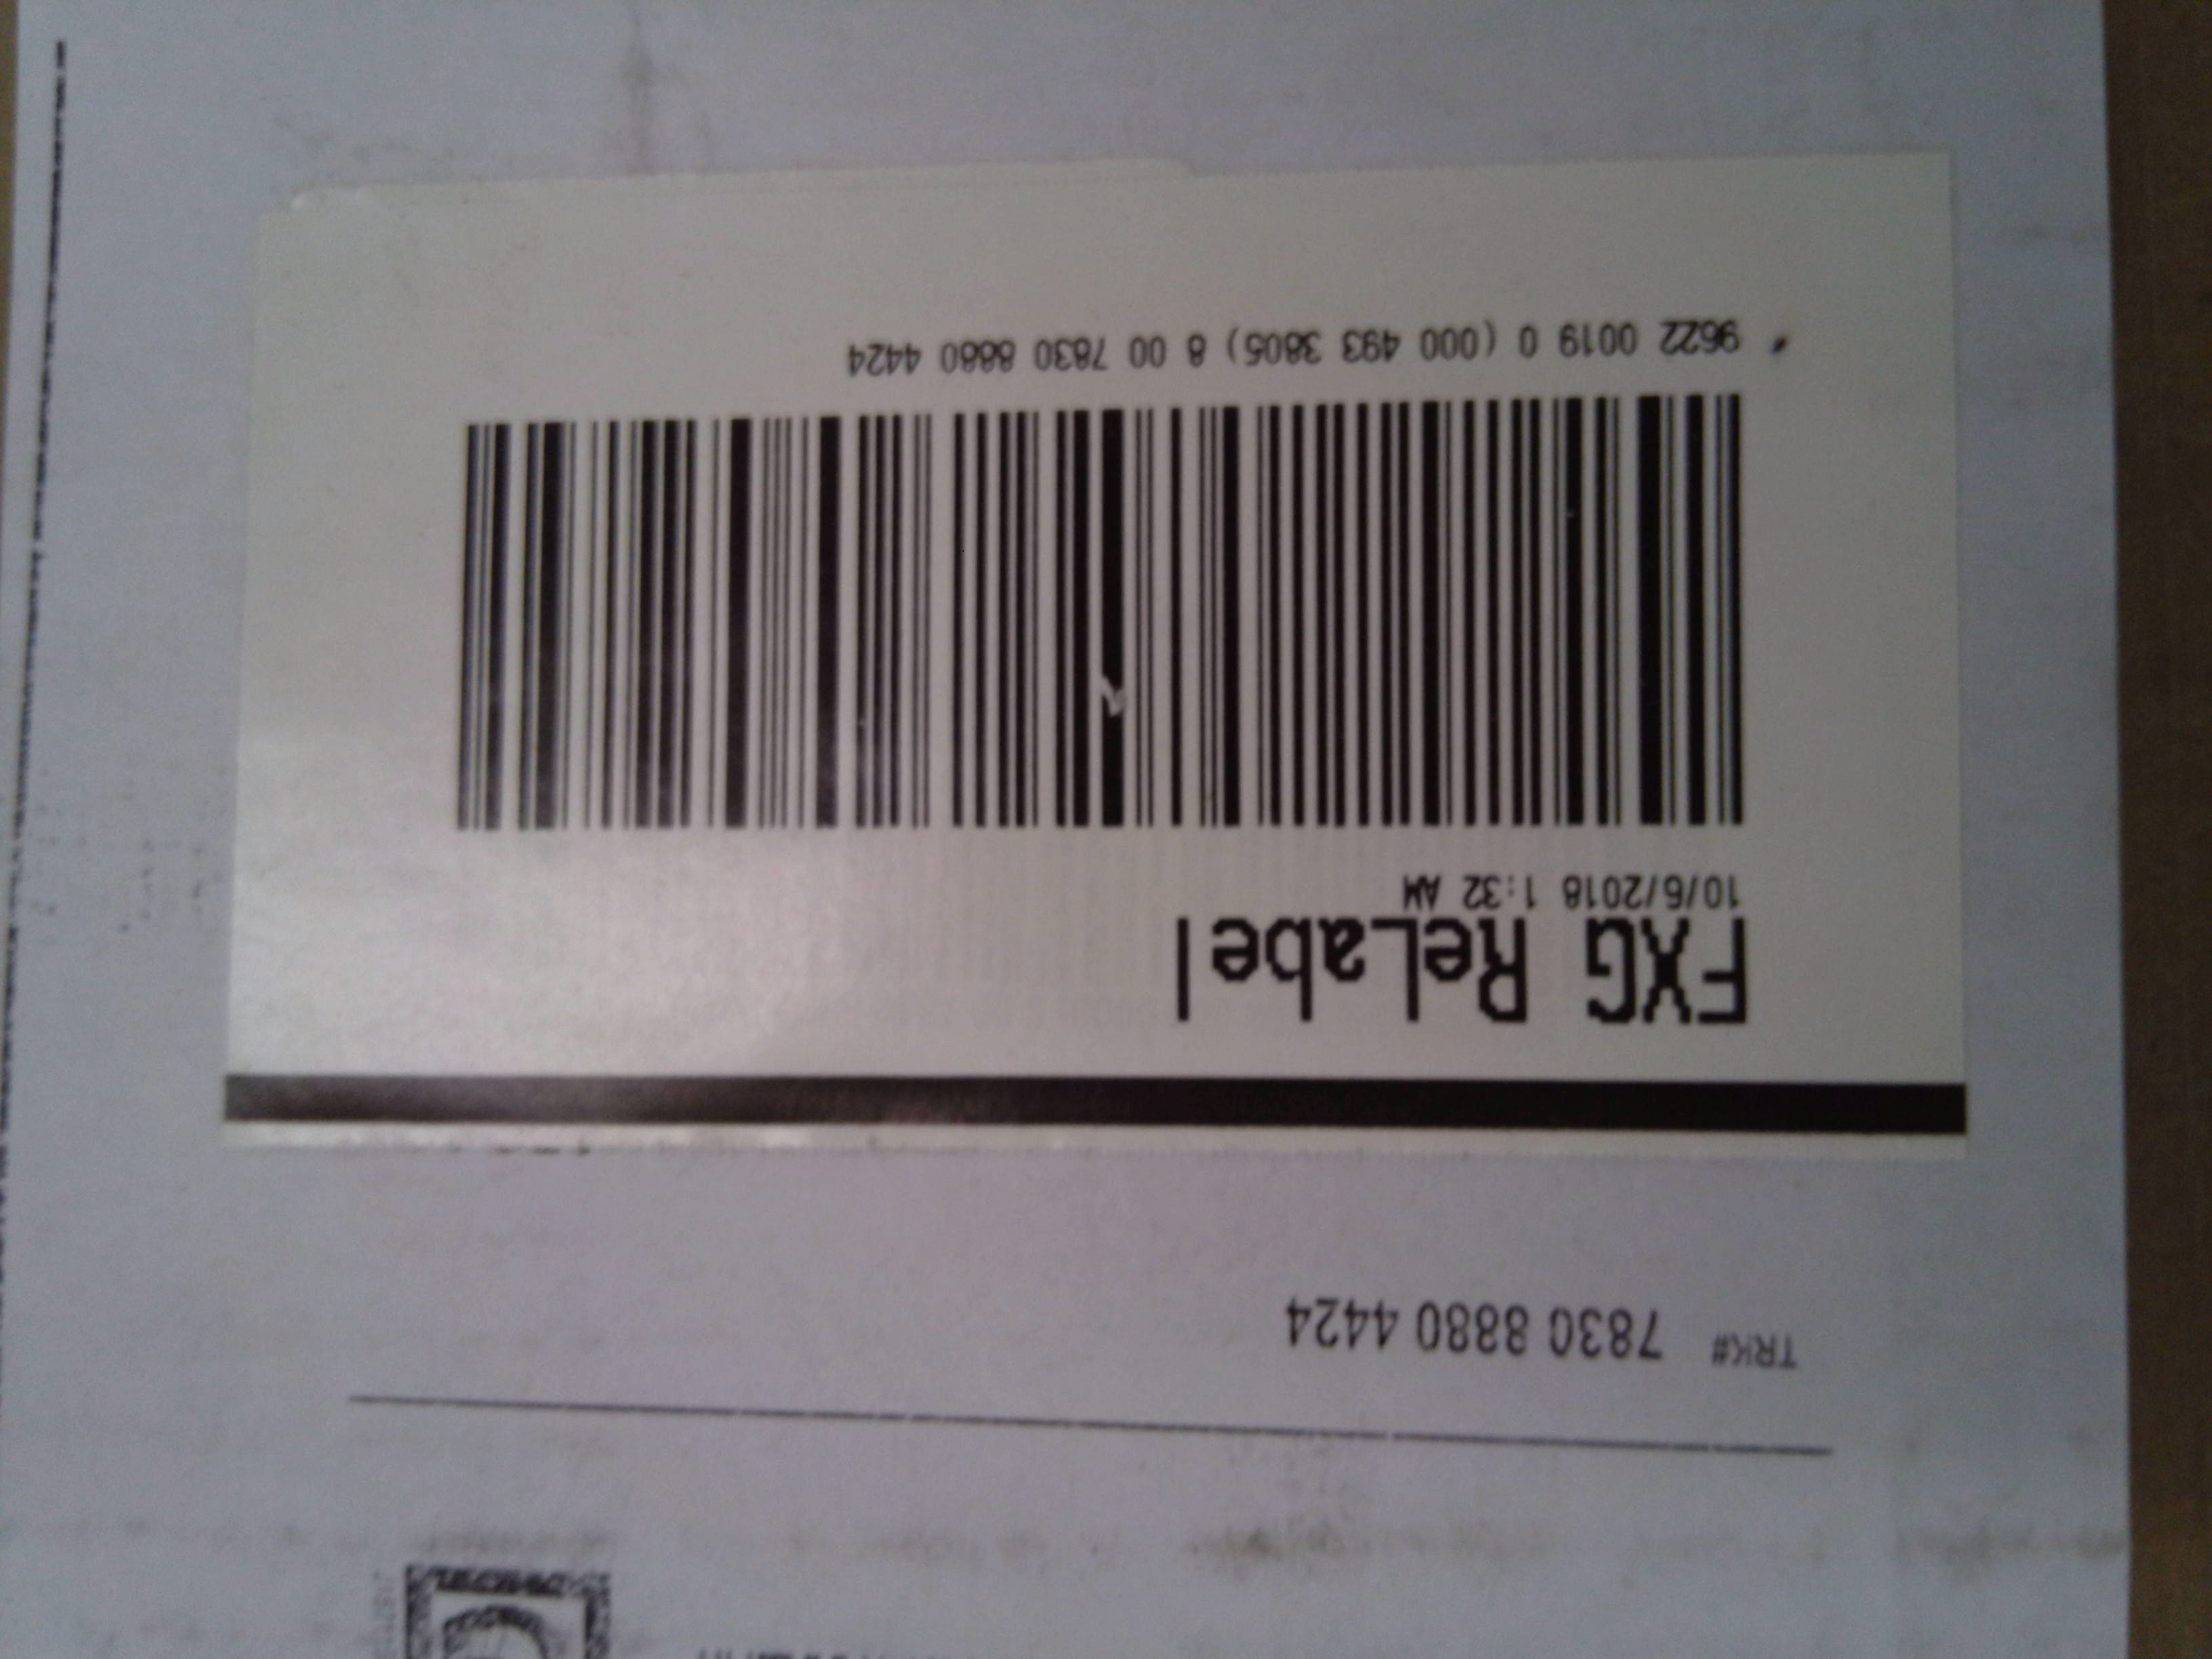 TRK# 7830 8880 4424
FXG ReLabel
10/6/2018 1:32 AM
9622 0019 0 (000 493 3805) 8 00 7830 8880 4424